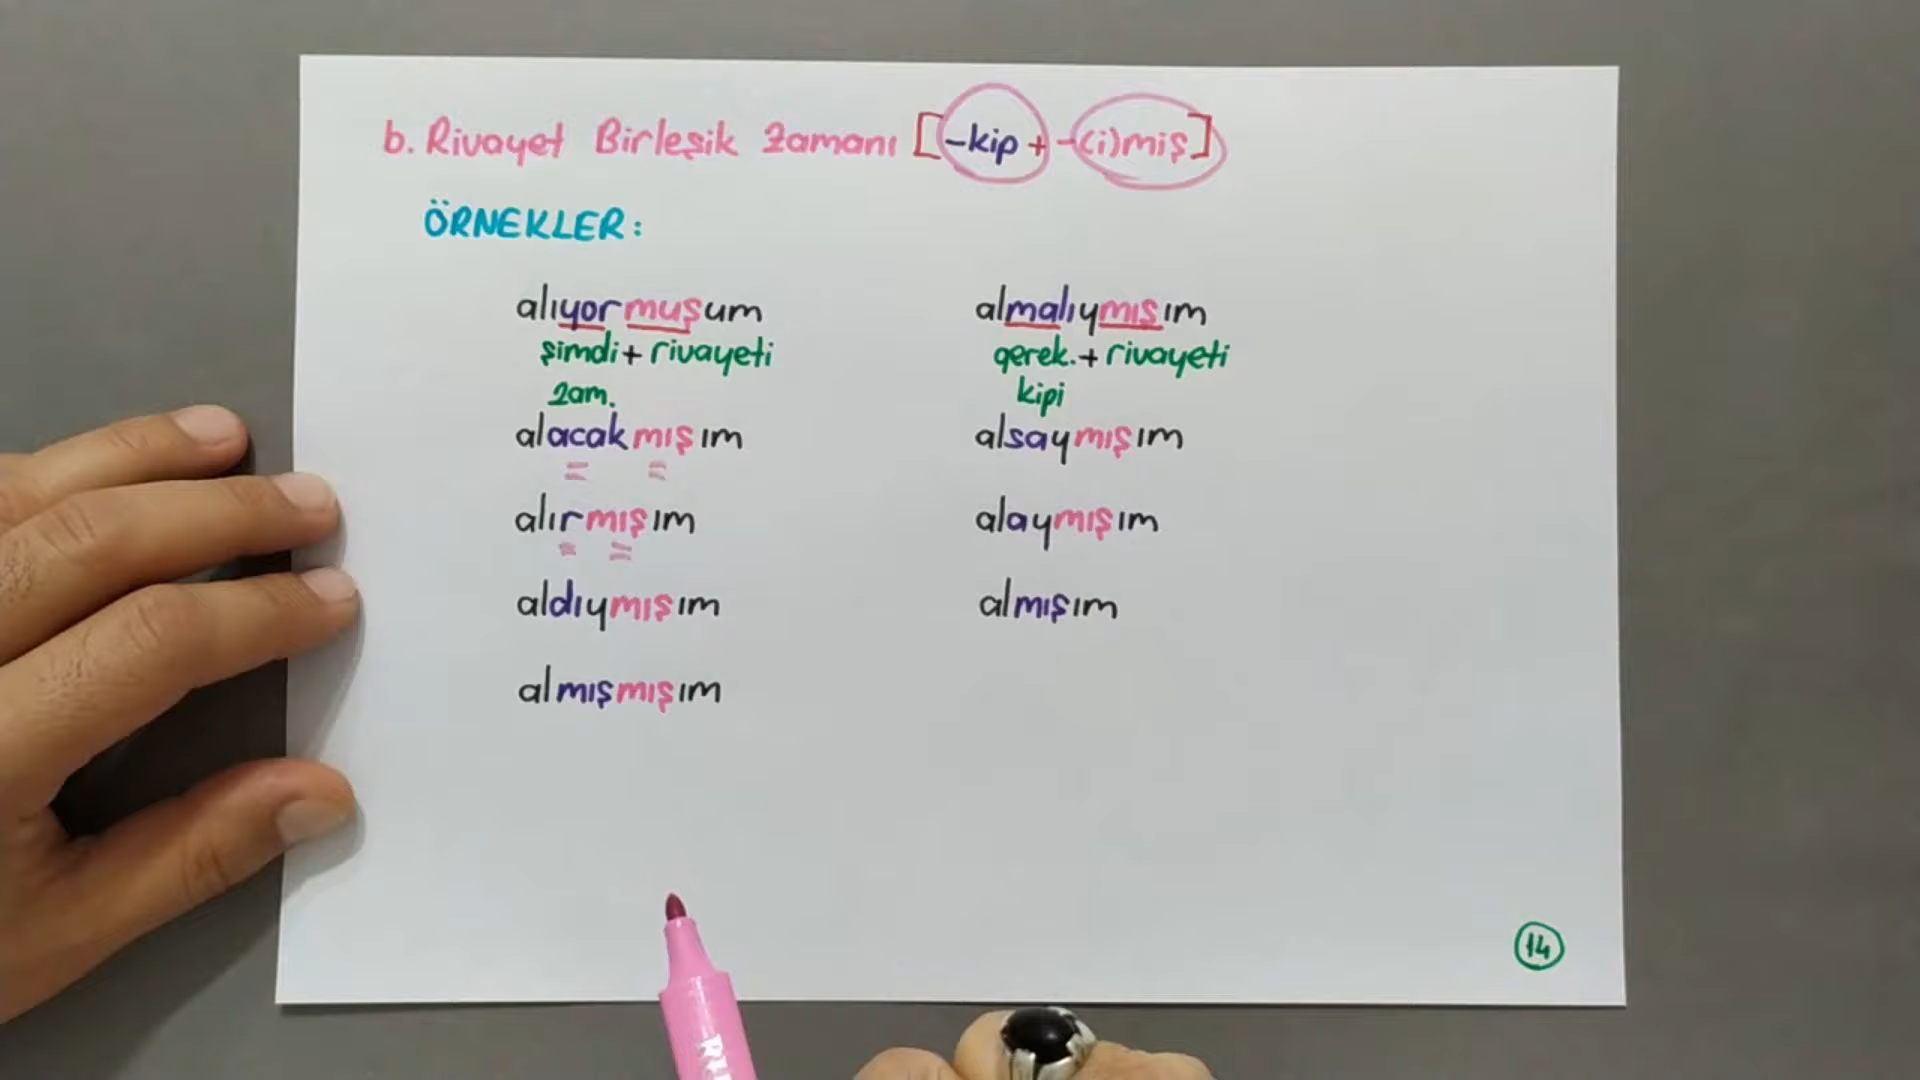 b. Rivayet Birleşik Zamanı [-kip + -(i)miş]
ÖRNEKLER:
alıyormuşum
şimdi + rivayeti
zam.
alacakmışım
alırmışım
aldıymışım
almışmışım
almalıymışım
gerek. + rivayeti
kipi
alsaymışım
alaymışım
almışım
14